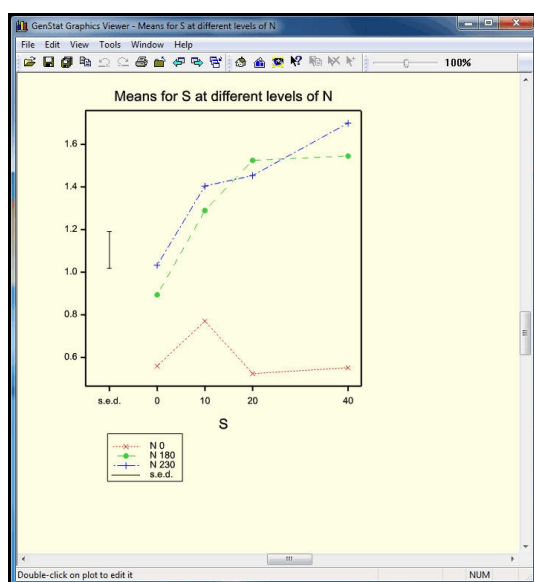 GenStat Graphics Viewer - Means for S at different levels of N
File Edit View Tools Window Help
100%
Means for S at different levels of N
1.6
1.4
1.2
1.0
0.8
0.6
s.e.d. 0 10 20 40
S
N 0
N 180
N 230
s.e.d.
Double-click on plot to edit it NUM